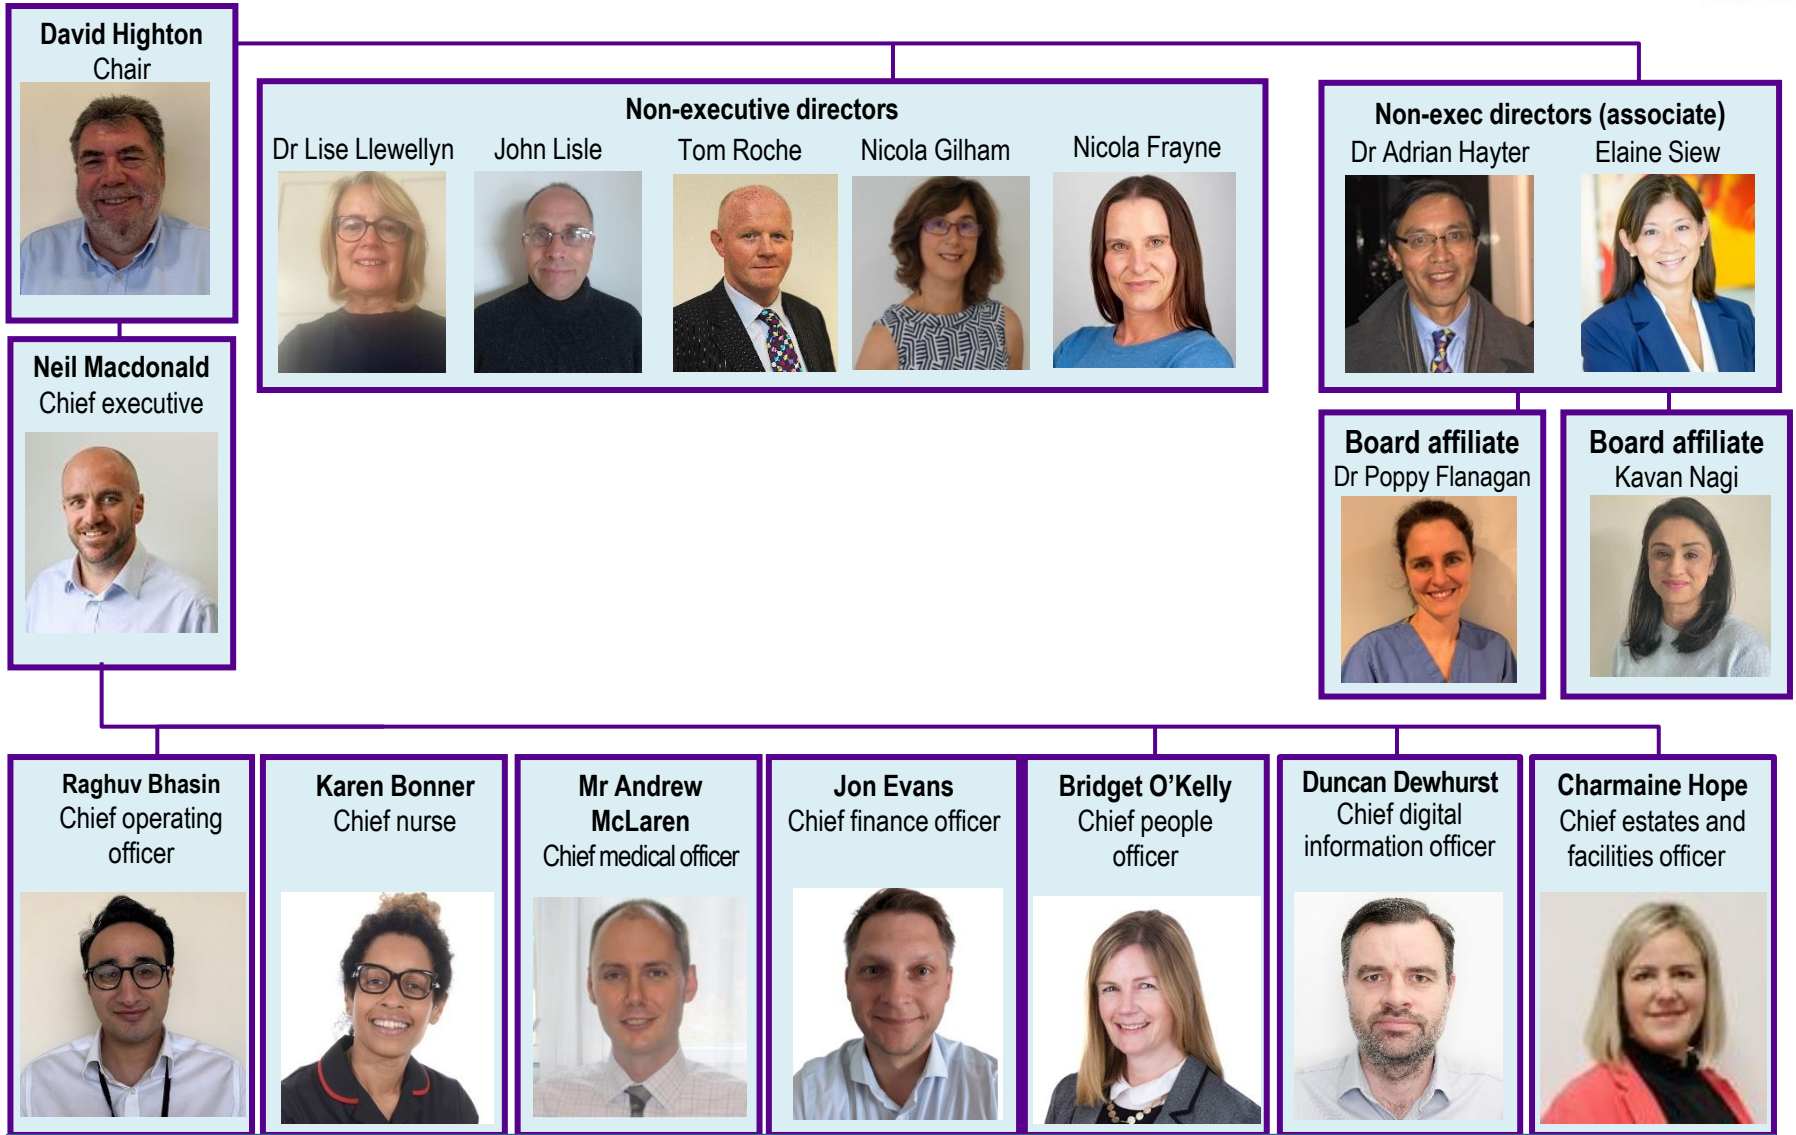 David Highton
Chair
Non-executive directors
Dr Lise Llewellyn
John Lisle
Tom Roche
Nicola Gilham
Nicola Frayne
Non-exec directors (associate)
Dr Adrian Hayter
Elaine Siew
Neil Macdonald
Chief executive
Board affiliate
Dr Poppy Flanagan
Board affiliate
Kavan Nagi
Raghuv Bhasin
Chief operating
officer
Karen Bonner
Chief nurse
Mr Andrew
McLaren
Chief medical officer
Jon Evans
Chief finance officer
Bridget O’Kelly
Chief people
officer
Duncan Dewhurst
Chief digital
information officer
Charmaine Hope
Chief estates and
facilities officer